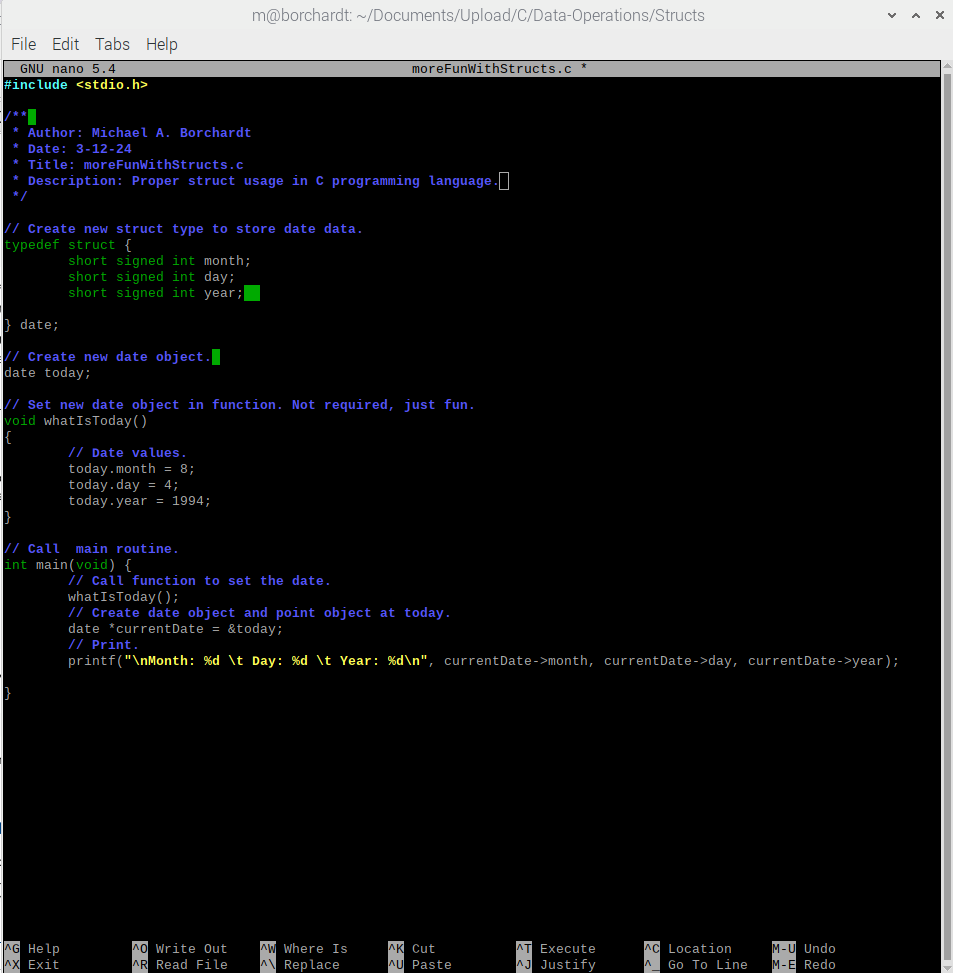 m@borchardt: ~/Documents/Upload/C/Data-Operations/Structs
File Edit Tabs Help
GNU nano 5.4 moreFunWithStructs.c *
#include <stdio.h>
/**
 * Author: Michael A. Borchardt
 * Date: 3-12-24
 * Title: moreFunWithStructs.c
 * Description: Proper struct usage in C programming language.
 */
// Create new struct type to store date data.
typedef struct {
        short signed int month;
        short signed int day;
        short signed int year;
} date;
// Create new date object.
date today;
// Set new date object in function. Not required, just fun.
void whatIsToday()
{
        // Date values.
        today.month = 8;
        today.day = 4;
        today.year = 1994;
}
// Call  main routine.
int main(void) {
        // Call function to set the date.
        whatIsToday();
        // Create date object and point object at today.
        date *currentDate = &today;
        // Print.
        printf("\nMonth: %d \t Day: %d \t Year: %d\n", currentDate->month, currentDate->day, currentDate->year);
}
^G Help ^O Write Out ^W Where Is ^K Cut ^T Execute ^C Location M-U Undo
^X Exit ^R Read File ^\ Replace ^U Paste ^J Justify ^_ Go To Line M-E Redo